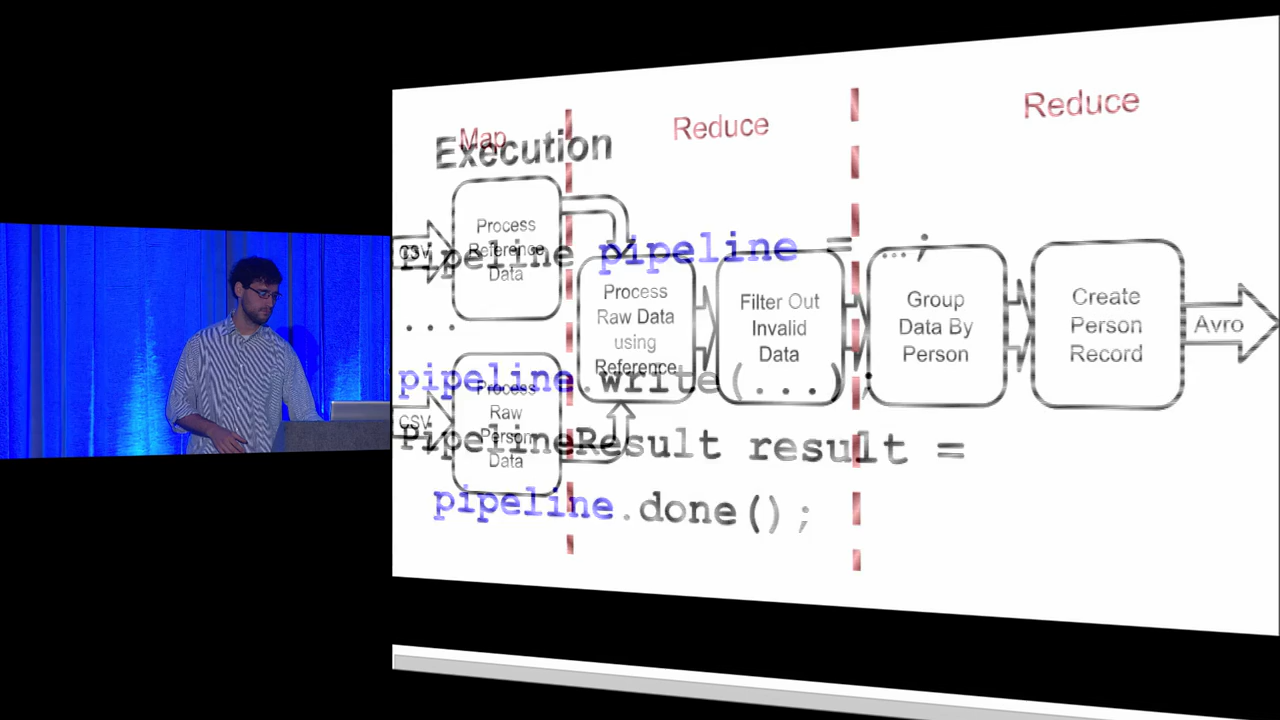 Execution
Pipeline pipeline = ...;
...
pipeline.write(...);
PipelineResult result =
pipeline.done();
Map
Reduce
Reduce
CSV
Process
Reference
Data
CSV
Process
Raw
Person
Data
Process
Raw Data
using
Reference
Filter Out
Invalid
Data
Group
Data By
Person
Create
Person
Record
Avro